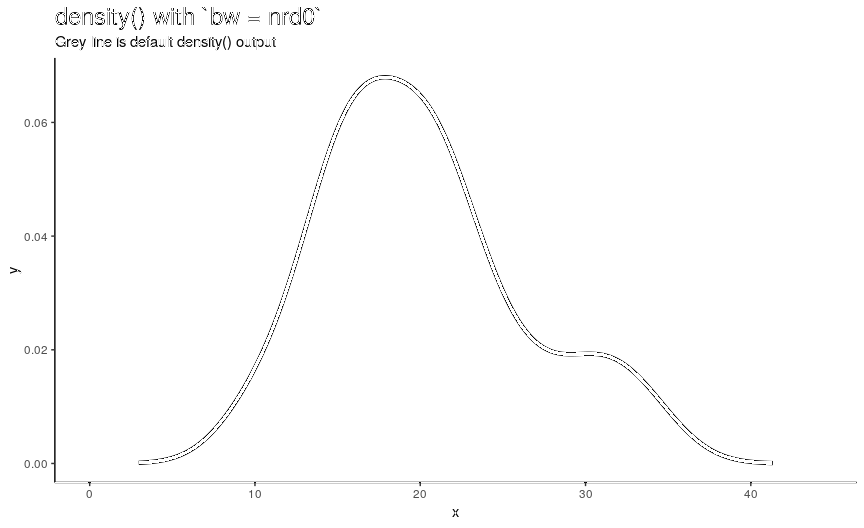 density() with `bw = nrd0`
Grey line is default density() output
0.06
0.04
0.02
0.00
y
0 10 20 30 40
x